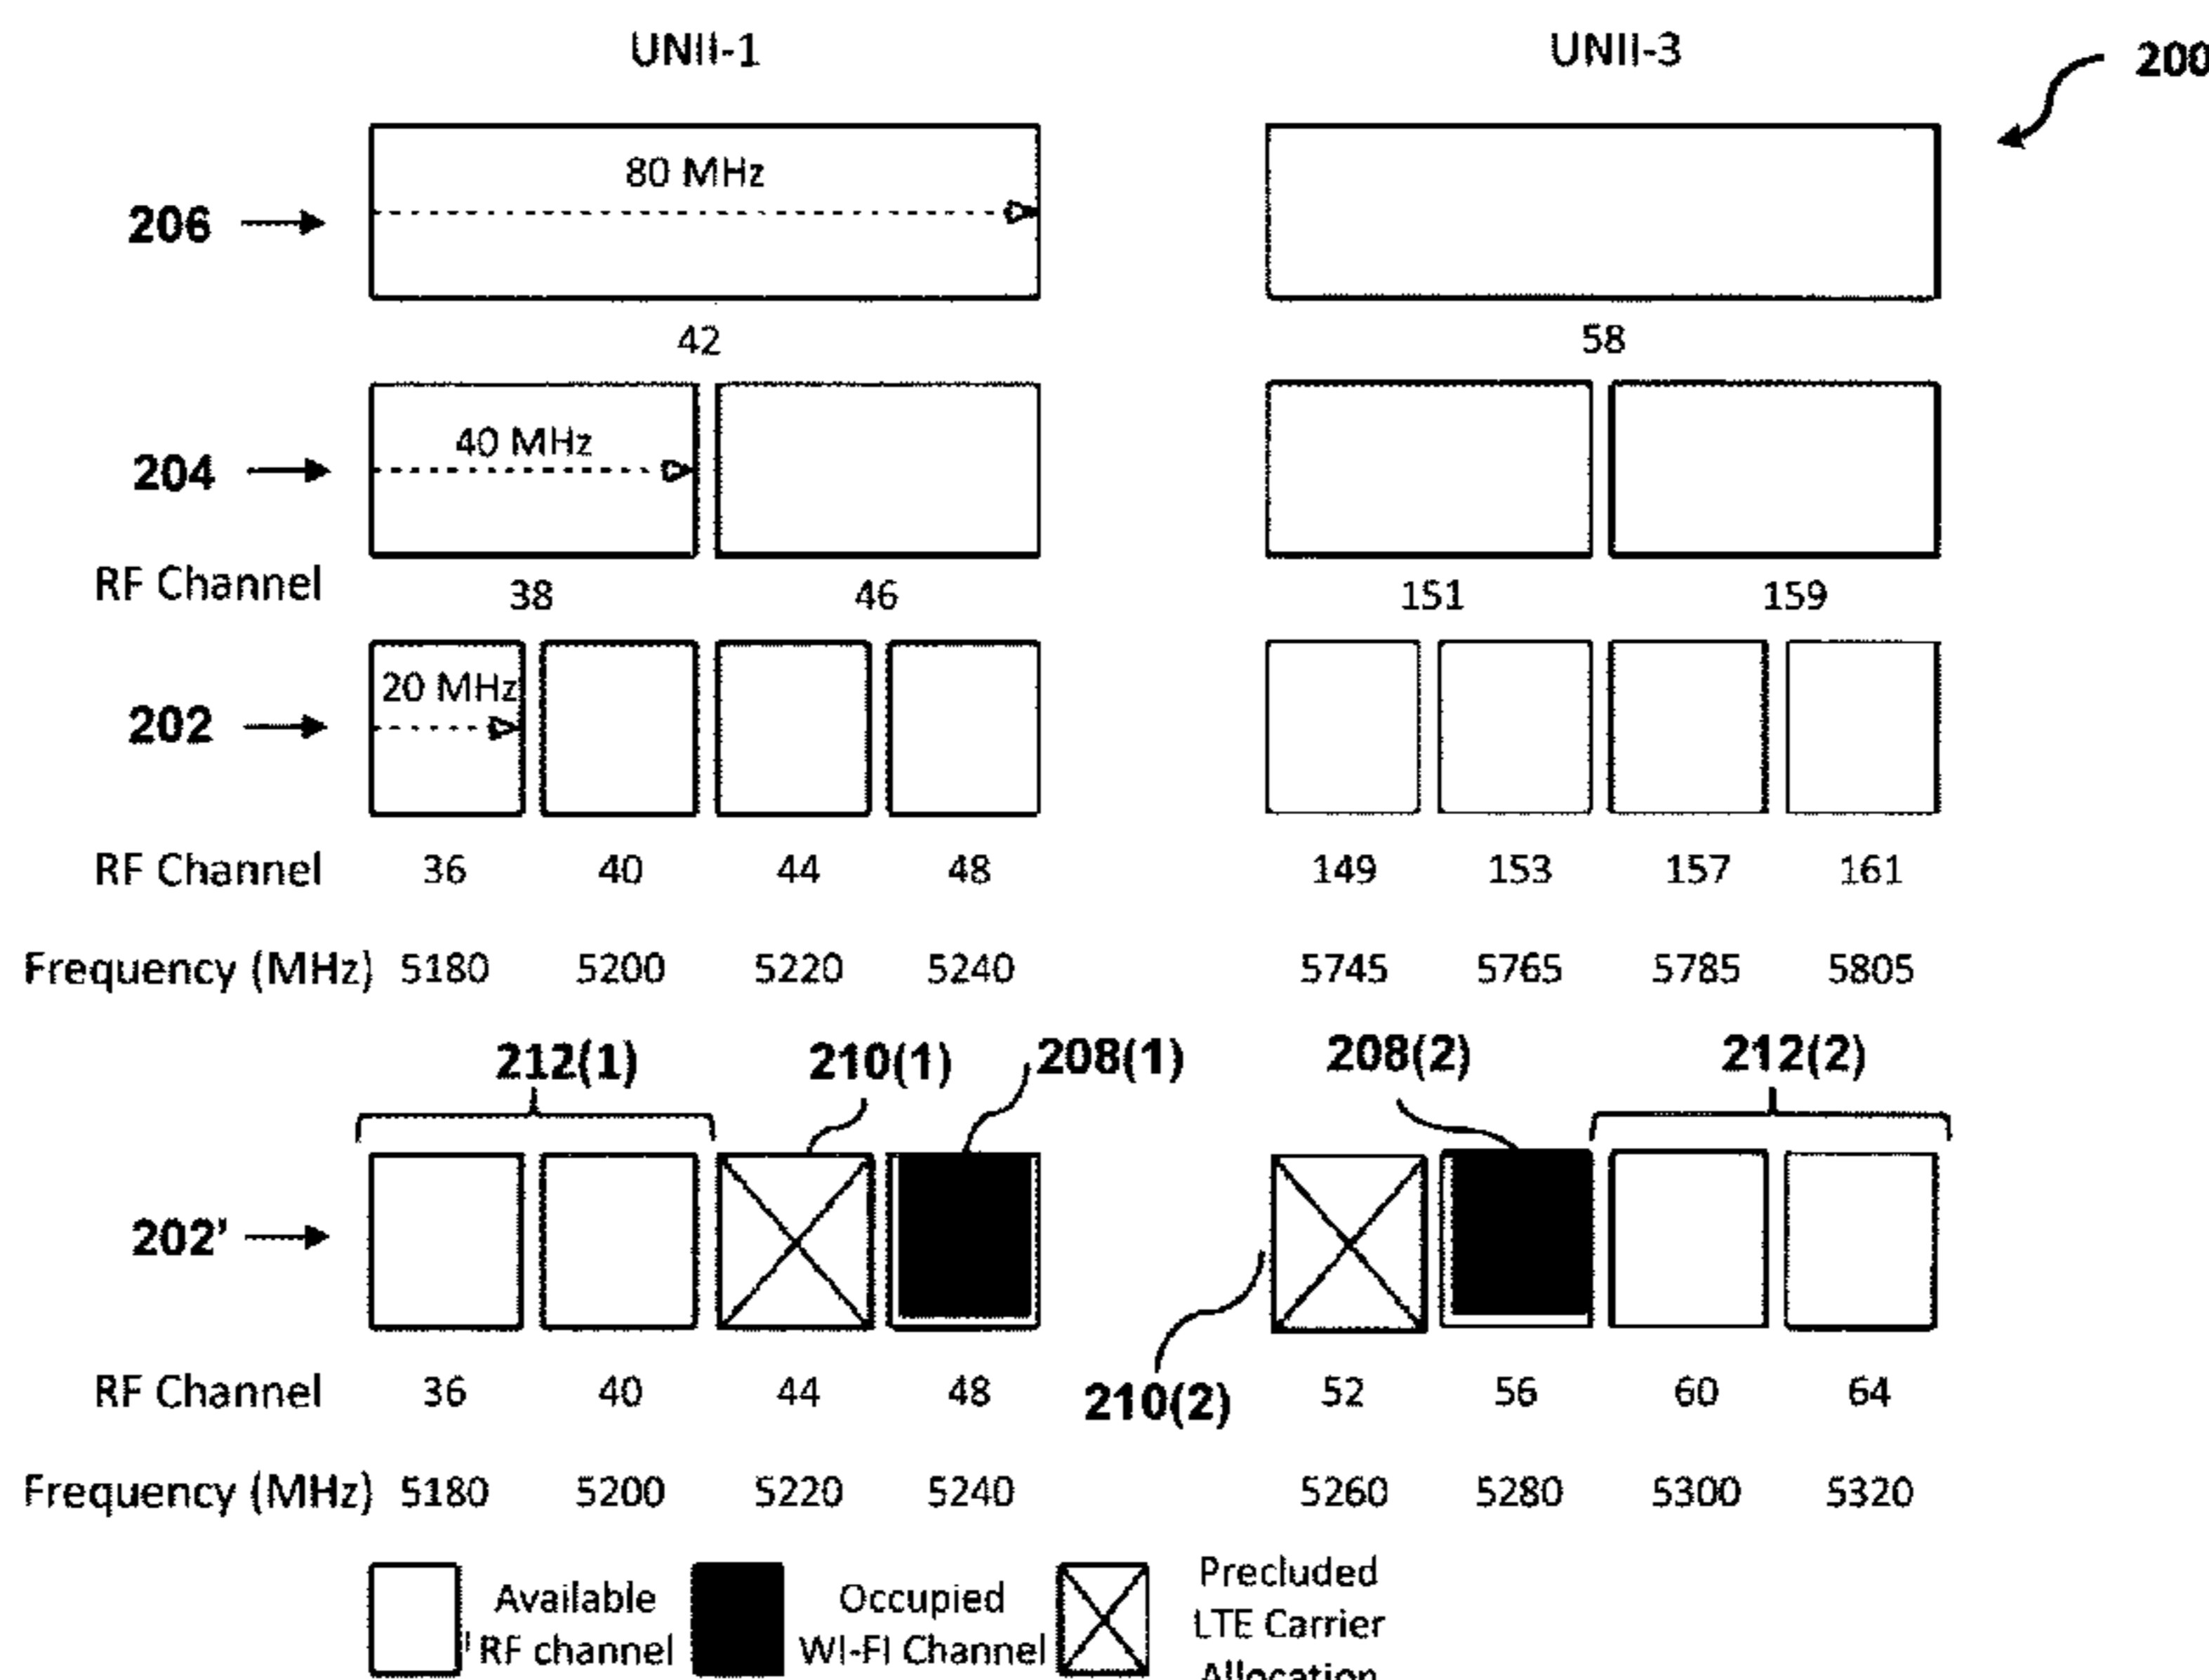 UNII-1 UNII-3
200
80 MHz
206
42 58
40 MHz
204
RF Channel 38 46 151 159
20 MHz
202
RF Channel 36 40 44 48 149 153 157 161
Frequency (MHz) 5180 5200 5220 5240 5745 5765 5785 5805
212(1) 210(1) 208(1) 208(2) 212(2)
202'
RF Channel 36 40 44 48 210(2) 52 56 60 64
Frequency (MHz) 5180 5200 5220 5240 5260 5280 5300 5320
Available RF channel
Occupied WI-FI Channel
Precluded
LTE Carrier
Allocation